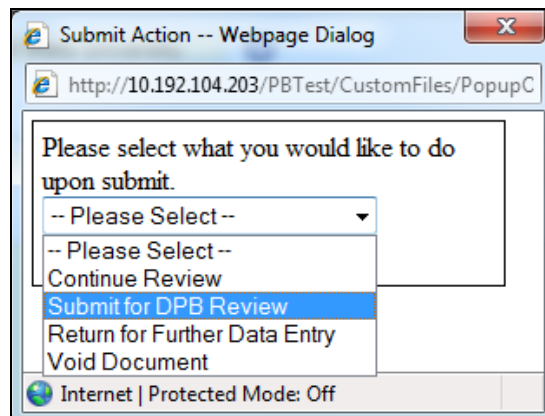 Submit Action -- Webpage Dialog
http://10.192.104.203/PBTest/CustomFiles/PopupC
Please select what you would like to do
upon submit.
-- Please Select --
-- Please Select --
Continue Review
Submit for DPB Review
Return for Further Data Entry
Void Document
Internet | Protected Mode: Off